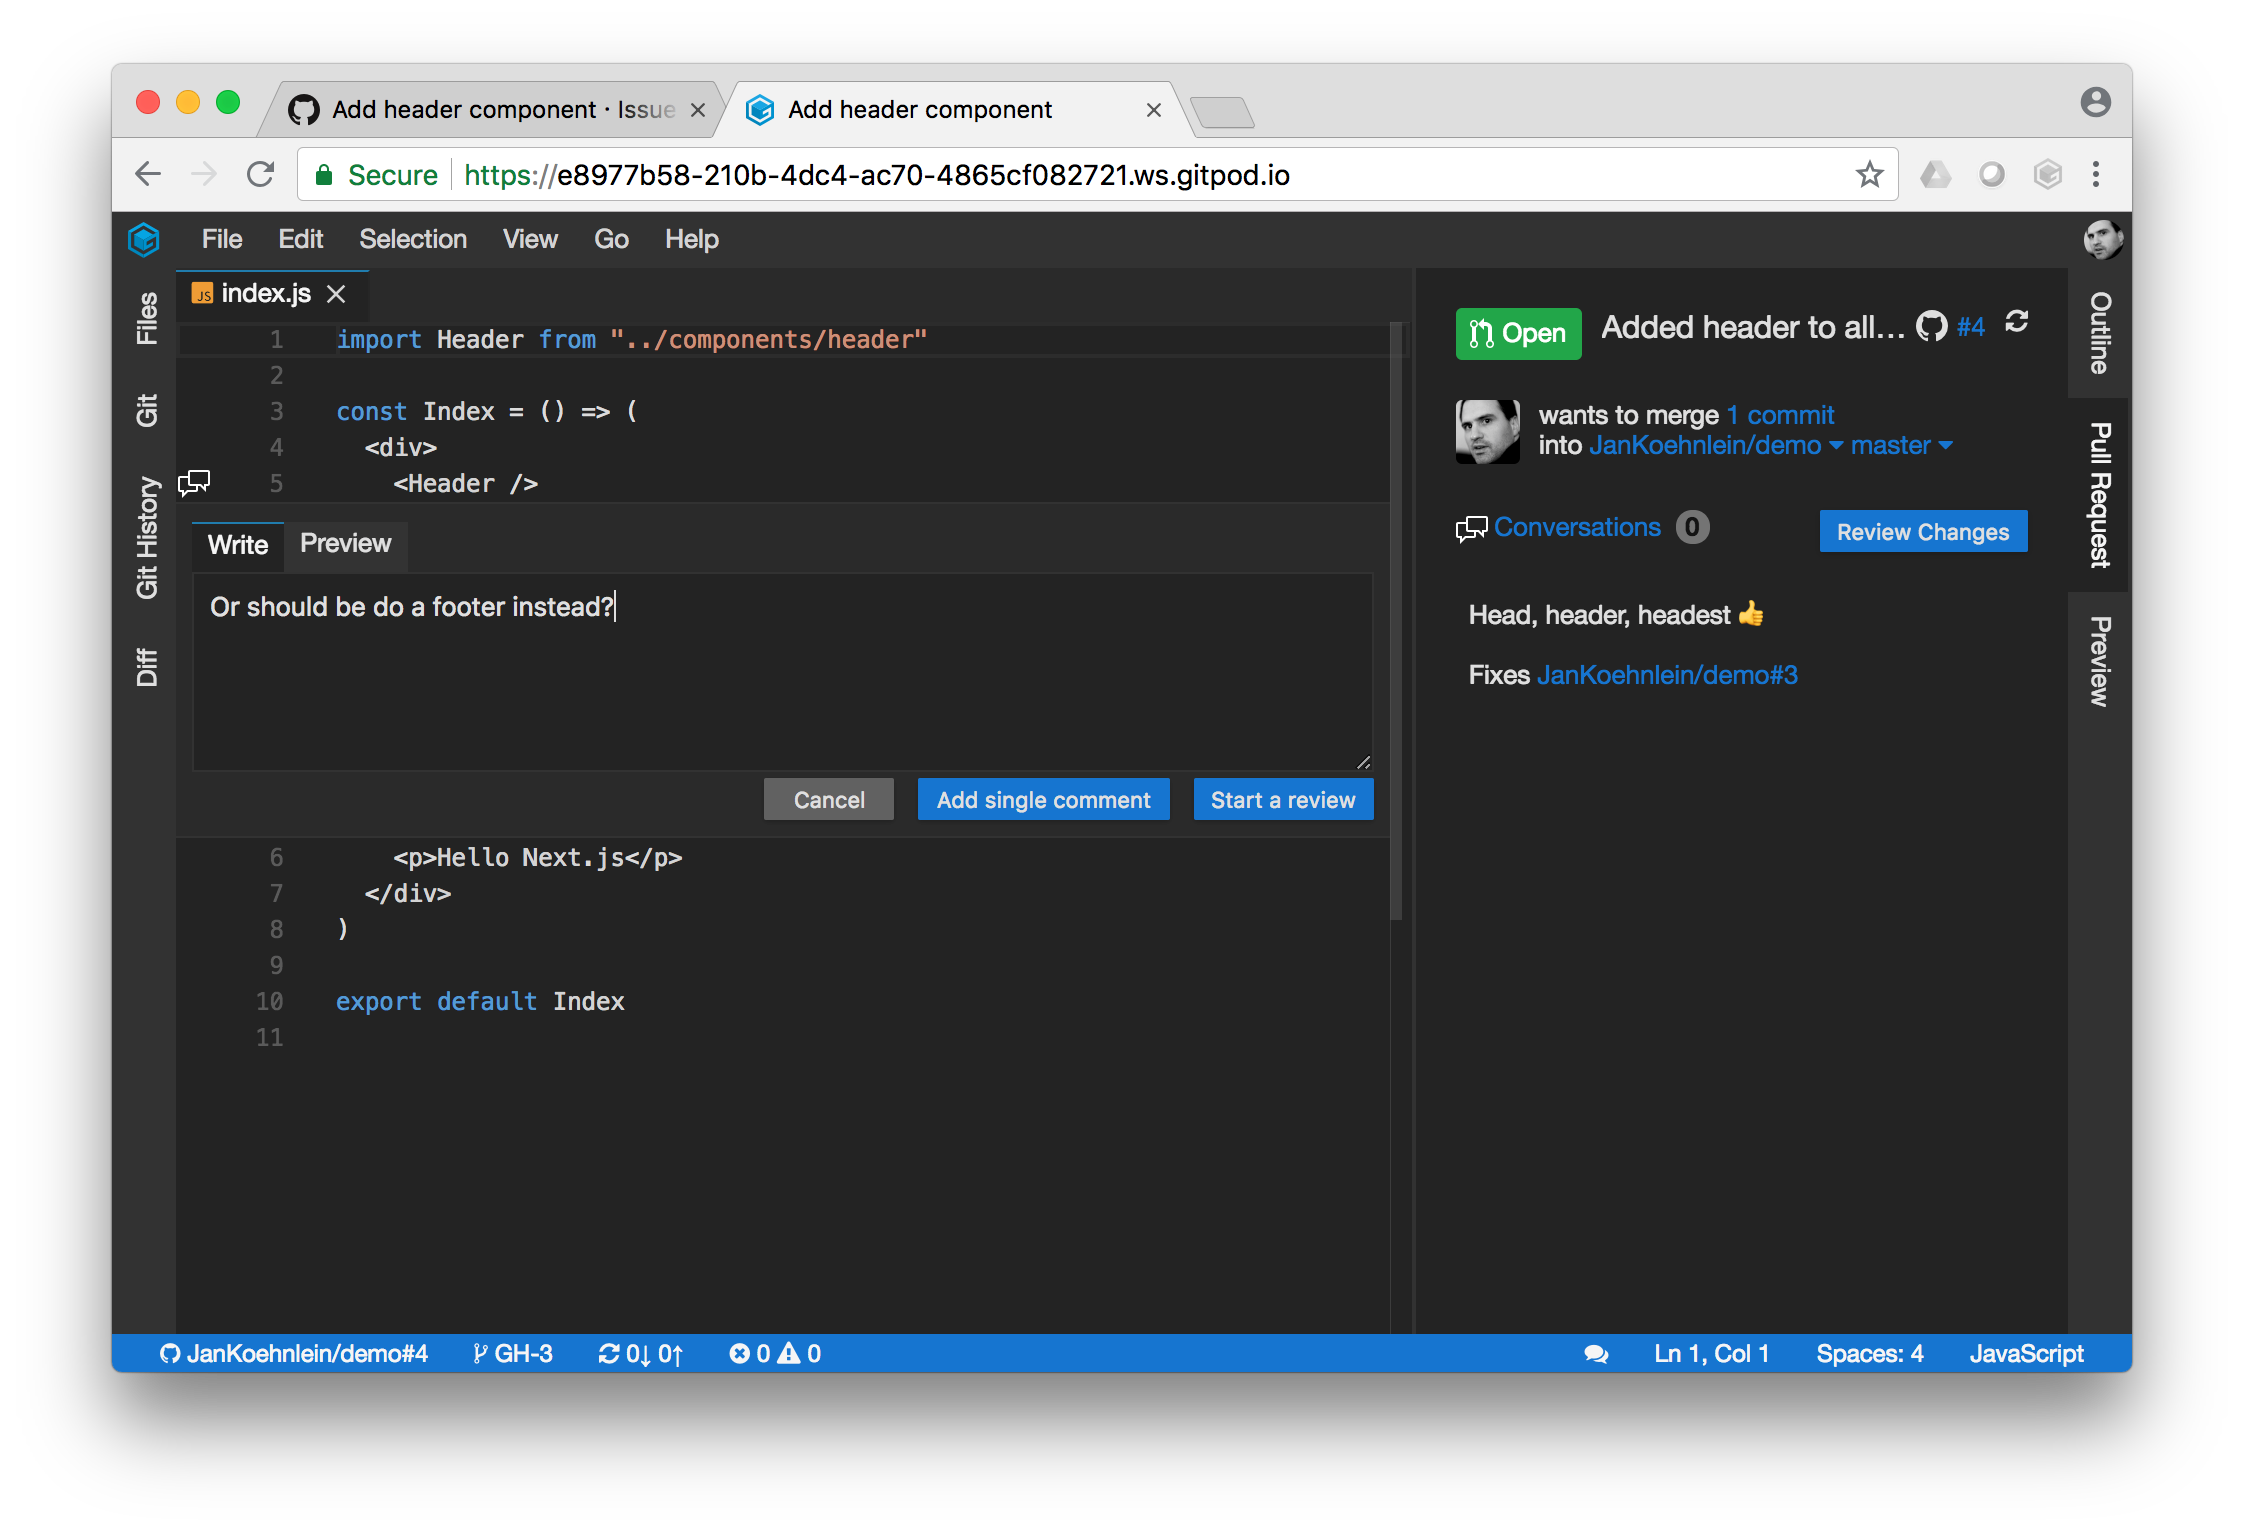 Add header component · Issue
Add header component
Secure https://e8977b58-210b-4dc4-ac70-4865cf082721.ws.gitpod.io
File Edit Selection View Go Help
Files
Git
Git History
Diff
JS index.js
1 import Header from "../components/header"
2
3 const Index = () => (
4 <div>
5 <Header />
Write Preview
Or should be do a footer instead?
Cancel Add single comment Start a review
6 <p>Hello Next.js</p>
7 </div>
8 )
9
10 export default Index
11
Open Added header to all... #4
wants to merge 1 commit
into JanKoehnlein/demo master
Conversations 0 Review Changes
Head, header, headest 👍
Fixes JanKoehnlein/demo#3
Outline
Pull Request
Preview
JanKoehnlein/demo#4 GH-3 0↓ 0↑ 0 0 Ln 1, Col 1 Spaces: 4 JavaScript